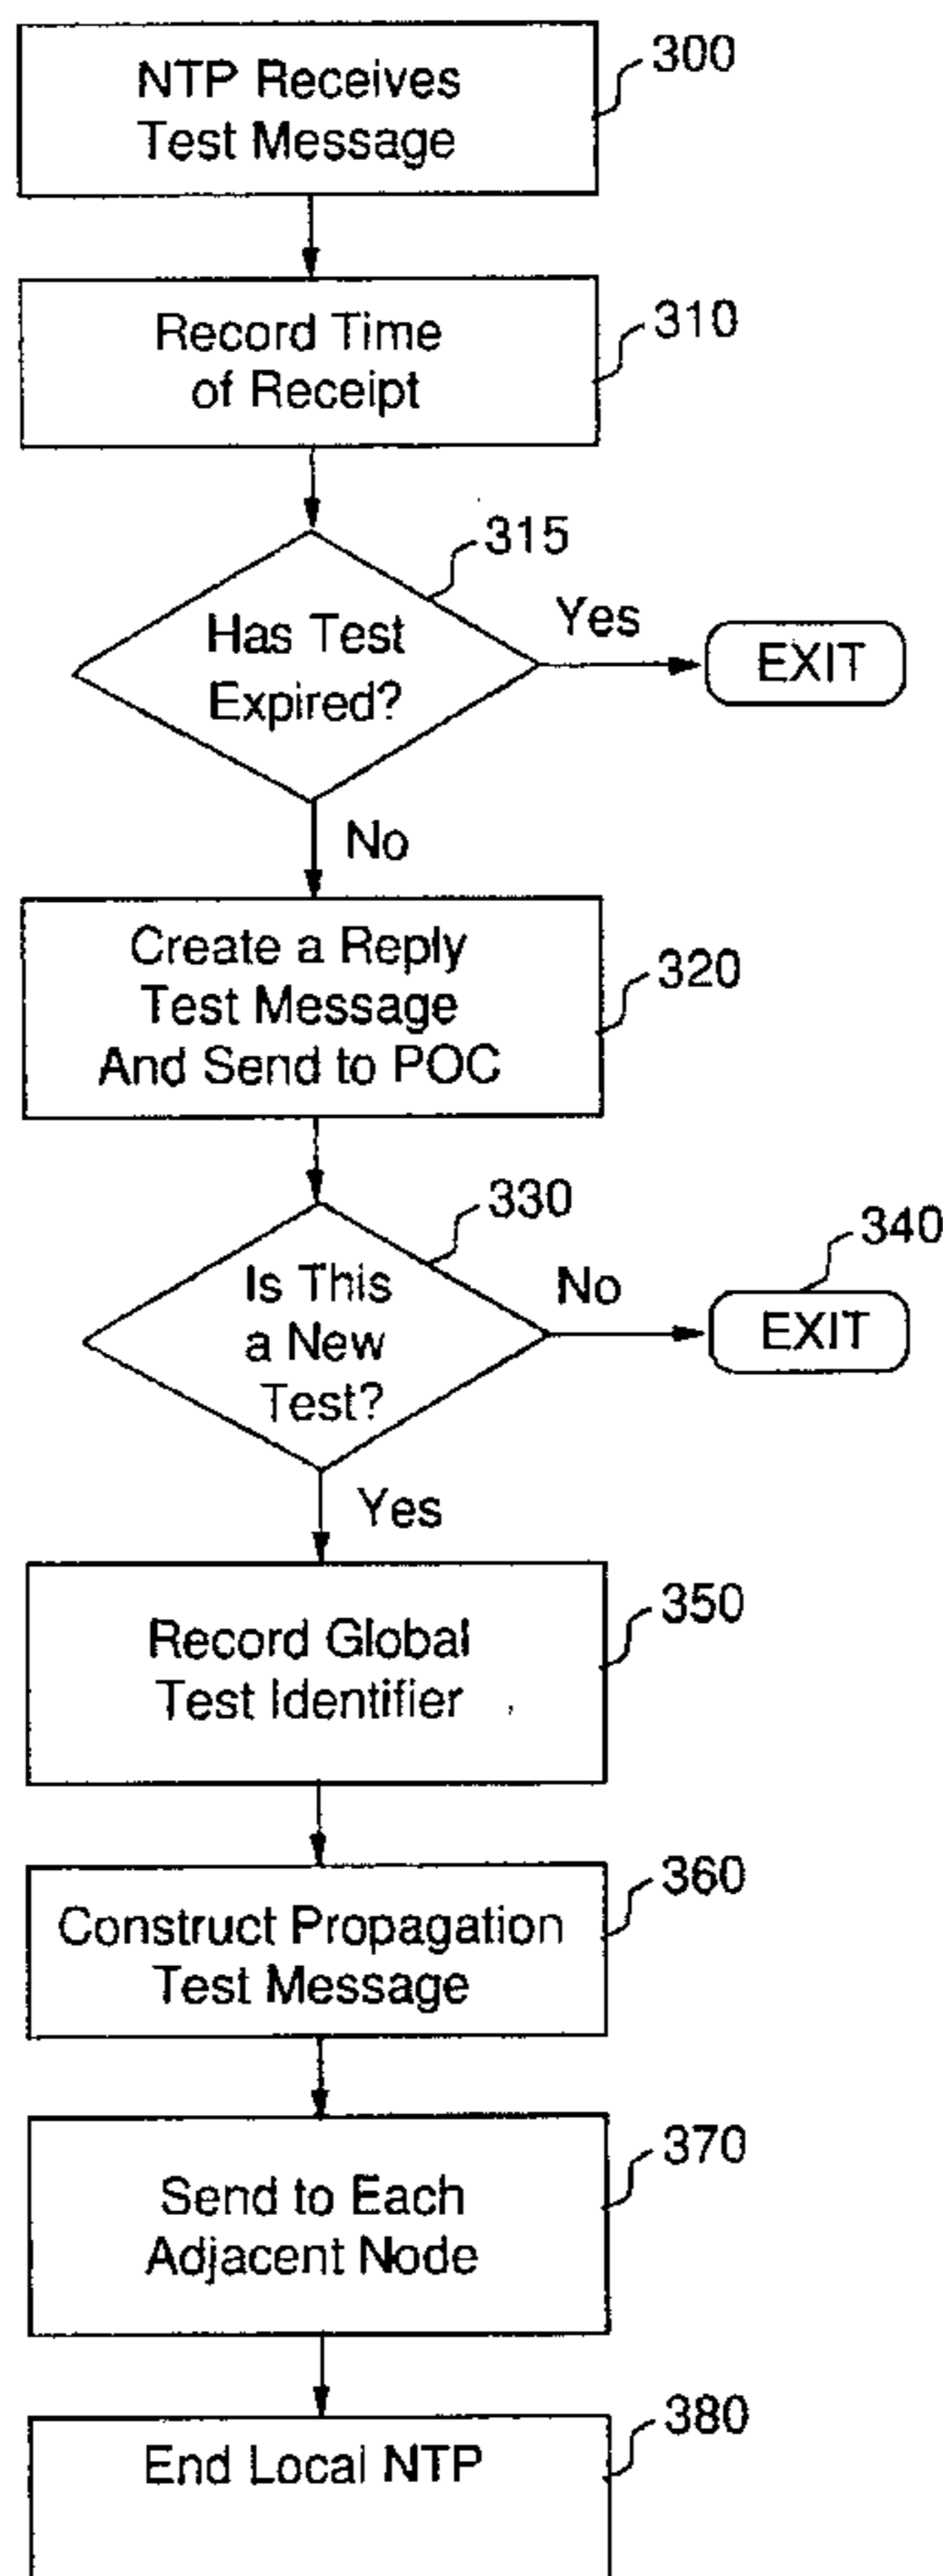 NTP Receives
Test Message
300
Record Time
of Receipt
310
Has Test
Expired?
315
Yes
EXIT
No
Create a Reply
Test Message
And Send to POC
320
Is This
a New
Test?
330
No
340
EXIT
Yes
Record Global
Test Identifier
350
Construct Propagation
Test Message
360
Send to Each
Adjacent Node
370
End Local NTP
380